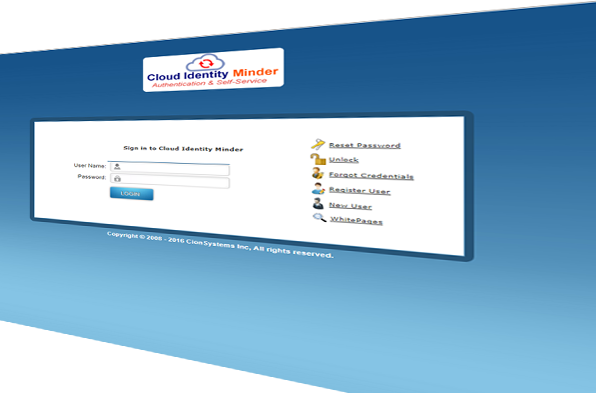 Cloud Identity Minder
Authentication & Self-Service
Sign in to Cloud Identity Minder
User Name:
Password:
LOGIN
Reset Password
Unlock
Forgot Credentials
Register User
New User
WhitePages
Copyright © 2008 - 2016 CionSystems Inc, All rights reserved.